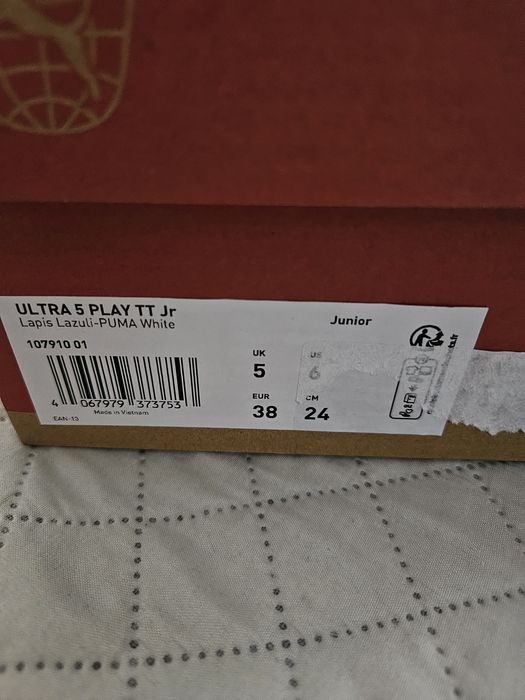 ULTRA 5 PLAY TT Jr
Lapis Lazuli-PUMA White
Junior
107910 01
4 067979 373753
EAN-13
Made in Vietnam
UK
5
US
6
EUR
38
CM
24